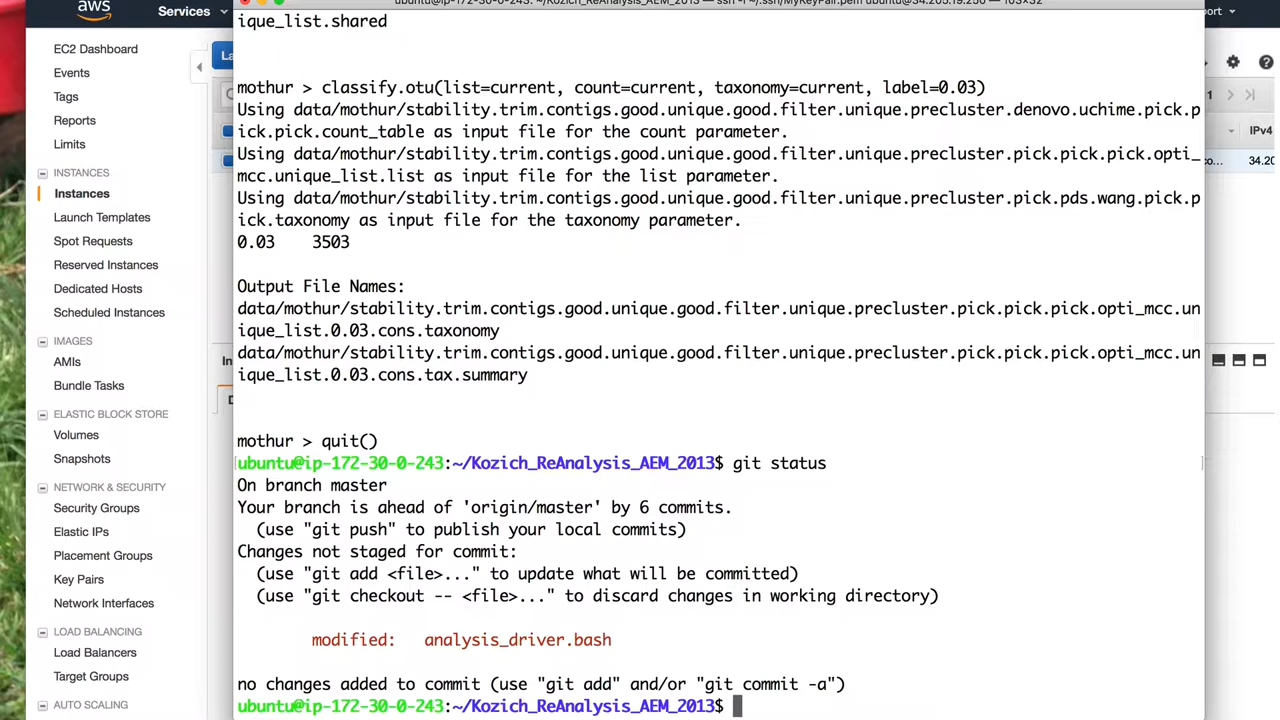 aws
Services
EC2 Dashboard
Events
Tags
Reports
Limits
INSTANCES
Instances
Launch Templates
Spot Requests
Reserved Instances
Dedicated Hosts
Scheduled Instances
IMAGES
AMIs
Bundle Tasks
ELASTIC BLOCK STORE
Volumes
Snapshots
NETWORK & SECURITY
Security Groups
Elastic IPs
Placement Groups
Key Pairs
Network Interfaces
LOAD BALANCING
Load Balancers
Target Groups
AUTO SCALING
ique_list.shared
mothur > classify.otu(list=current, count=current, taxonomy=current, label=0.03)
Using data/mothur/stability.trim.contigs.good.unique.good.filter.unique.precluster.denovo.uchime.pick.p
ick.pick.count_table as input file for the count parameter.
Using data/mothur/stability.trim.contigs.good.unique.good.filter.unique.precluster.pick.pick.pick.opti_
mcc.unique_list.list as input file for the list parameter.
Using data/mothur/stability.trim.contigs.good.unique.good.filter.unique.precluster.pick.pds.wang.pick.p
ick.taxonomy as input file for the taxonomy parameter.
0.03 3503
Output File Names:
data/mothur/stability.trim.contigs.good.unique.good.filter.unique.precluster.pick.pick.pick.opti_mcc.un
ique_list.0.03.cons.taxonomy
data/mothur/stability.trim.contigs.good.unique.good.filter.unique.precluster.pick.pick.pick.opti_mcc.un
ique_list.0.03.cons.tax.summary
mothur > quit()
ubuntu@ip-172-30-0-243:~/Kozich_ReAnalysis_AEM_2013$ git status
On branch master
Your branch is ahead of 'origin/master' by 6 commits.
(use "git push" to publish your local commits)
Changes not staged for commit:
(use "git add <file>..." to update what will be committed)
(use "git checkout -- <file>..." to discard changes in working directory)
modified: analysis_driver.bash
no changes added to commit (use "git add" and/or "git commit -a")
ubuntu@ip-172-30-0-243:~/Kozich_ReAnalysis_AEM_2013$
port
1
IPv4
co... 34.20